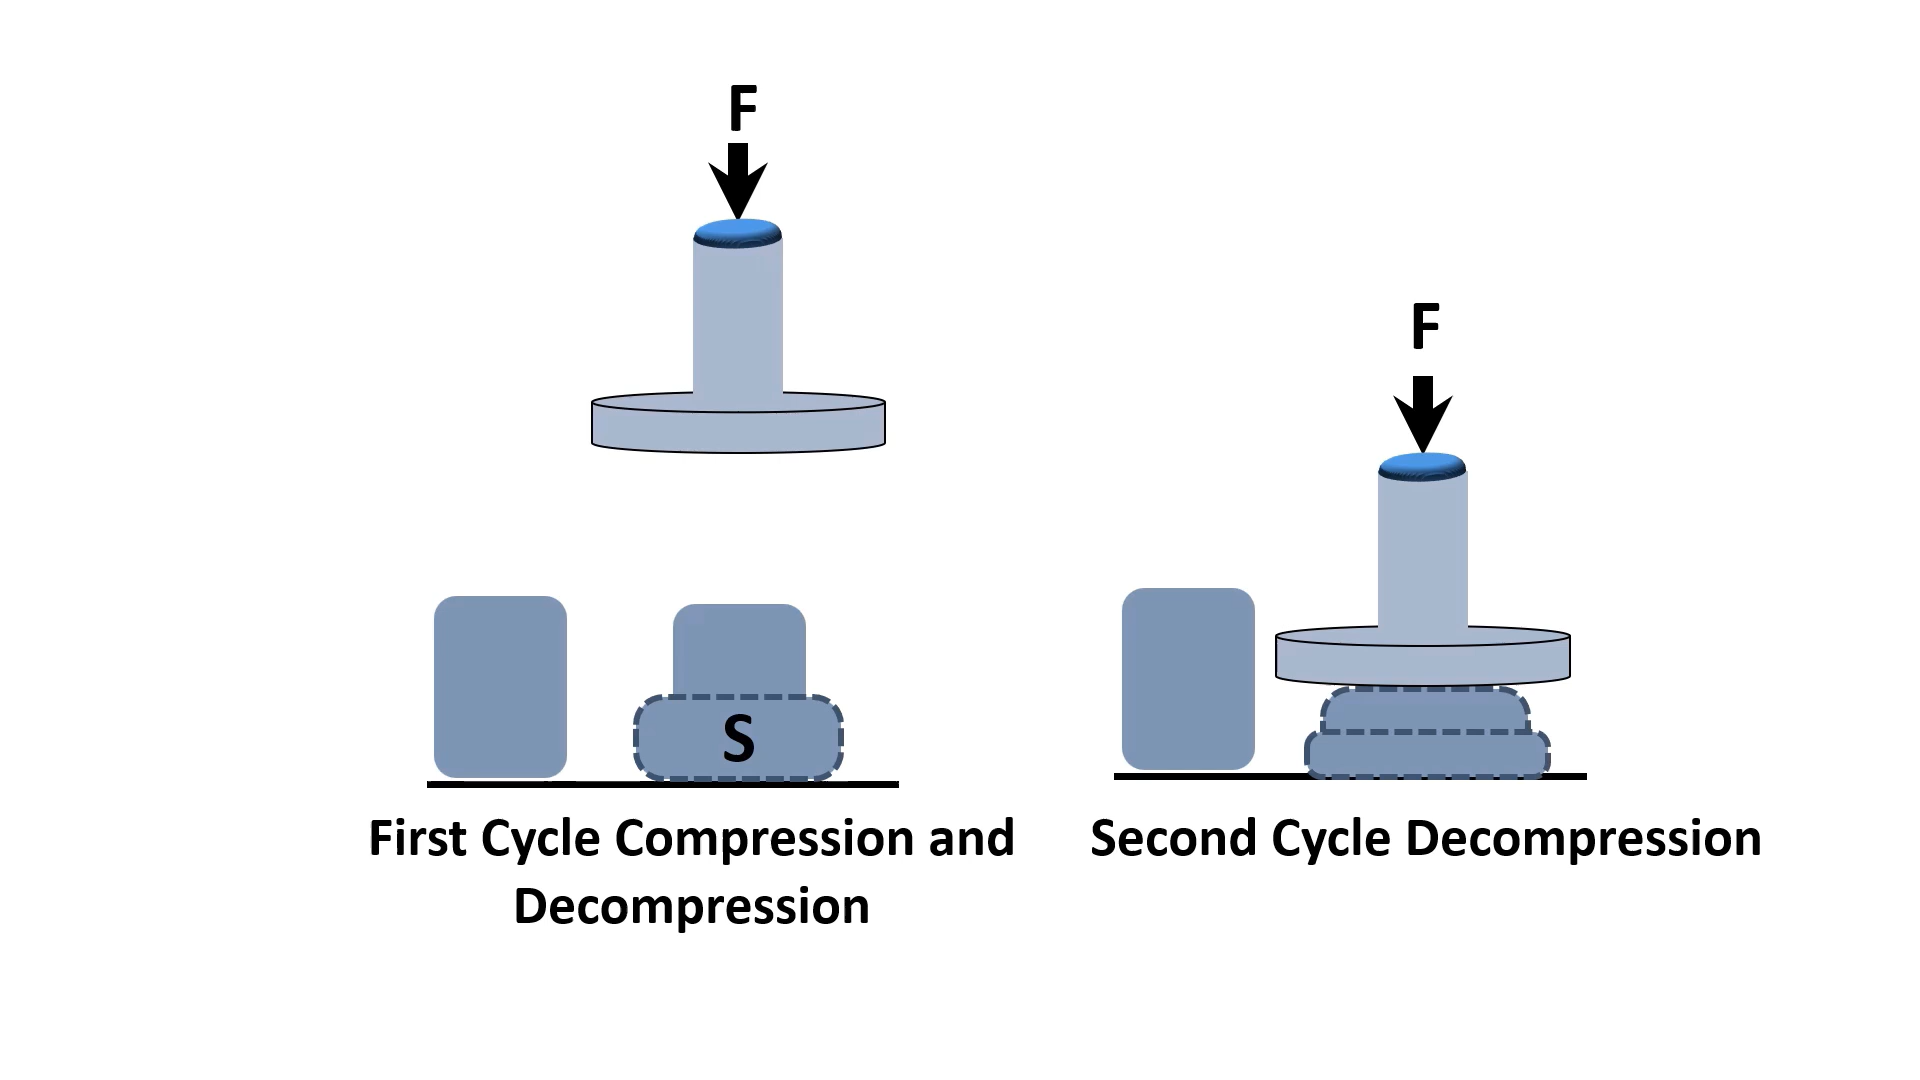 F
F
S
First Cycle Compression and
Decompression
Second Cycle Decompression